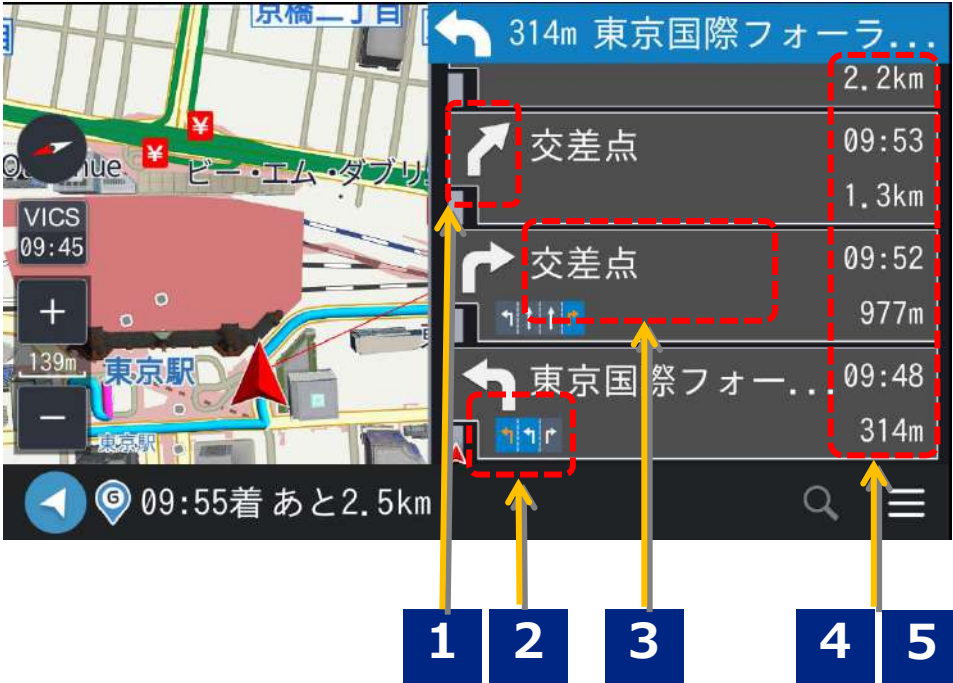 京橋二丁目
目
ue
ビー・エム・ダブリ
VICS
09:45
+
139m
−
東京駅
東京駅
G
09:55着 あと2.5km
314m 東京国際フォーラ...
2.2km
交差点
09:53
1.3km
交差点
09:52
977m
東京国際フォー...
09:48
314m
1
2
3
4
5